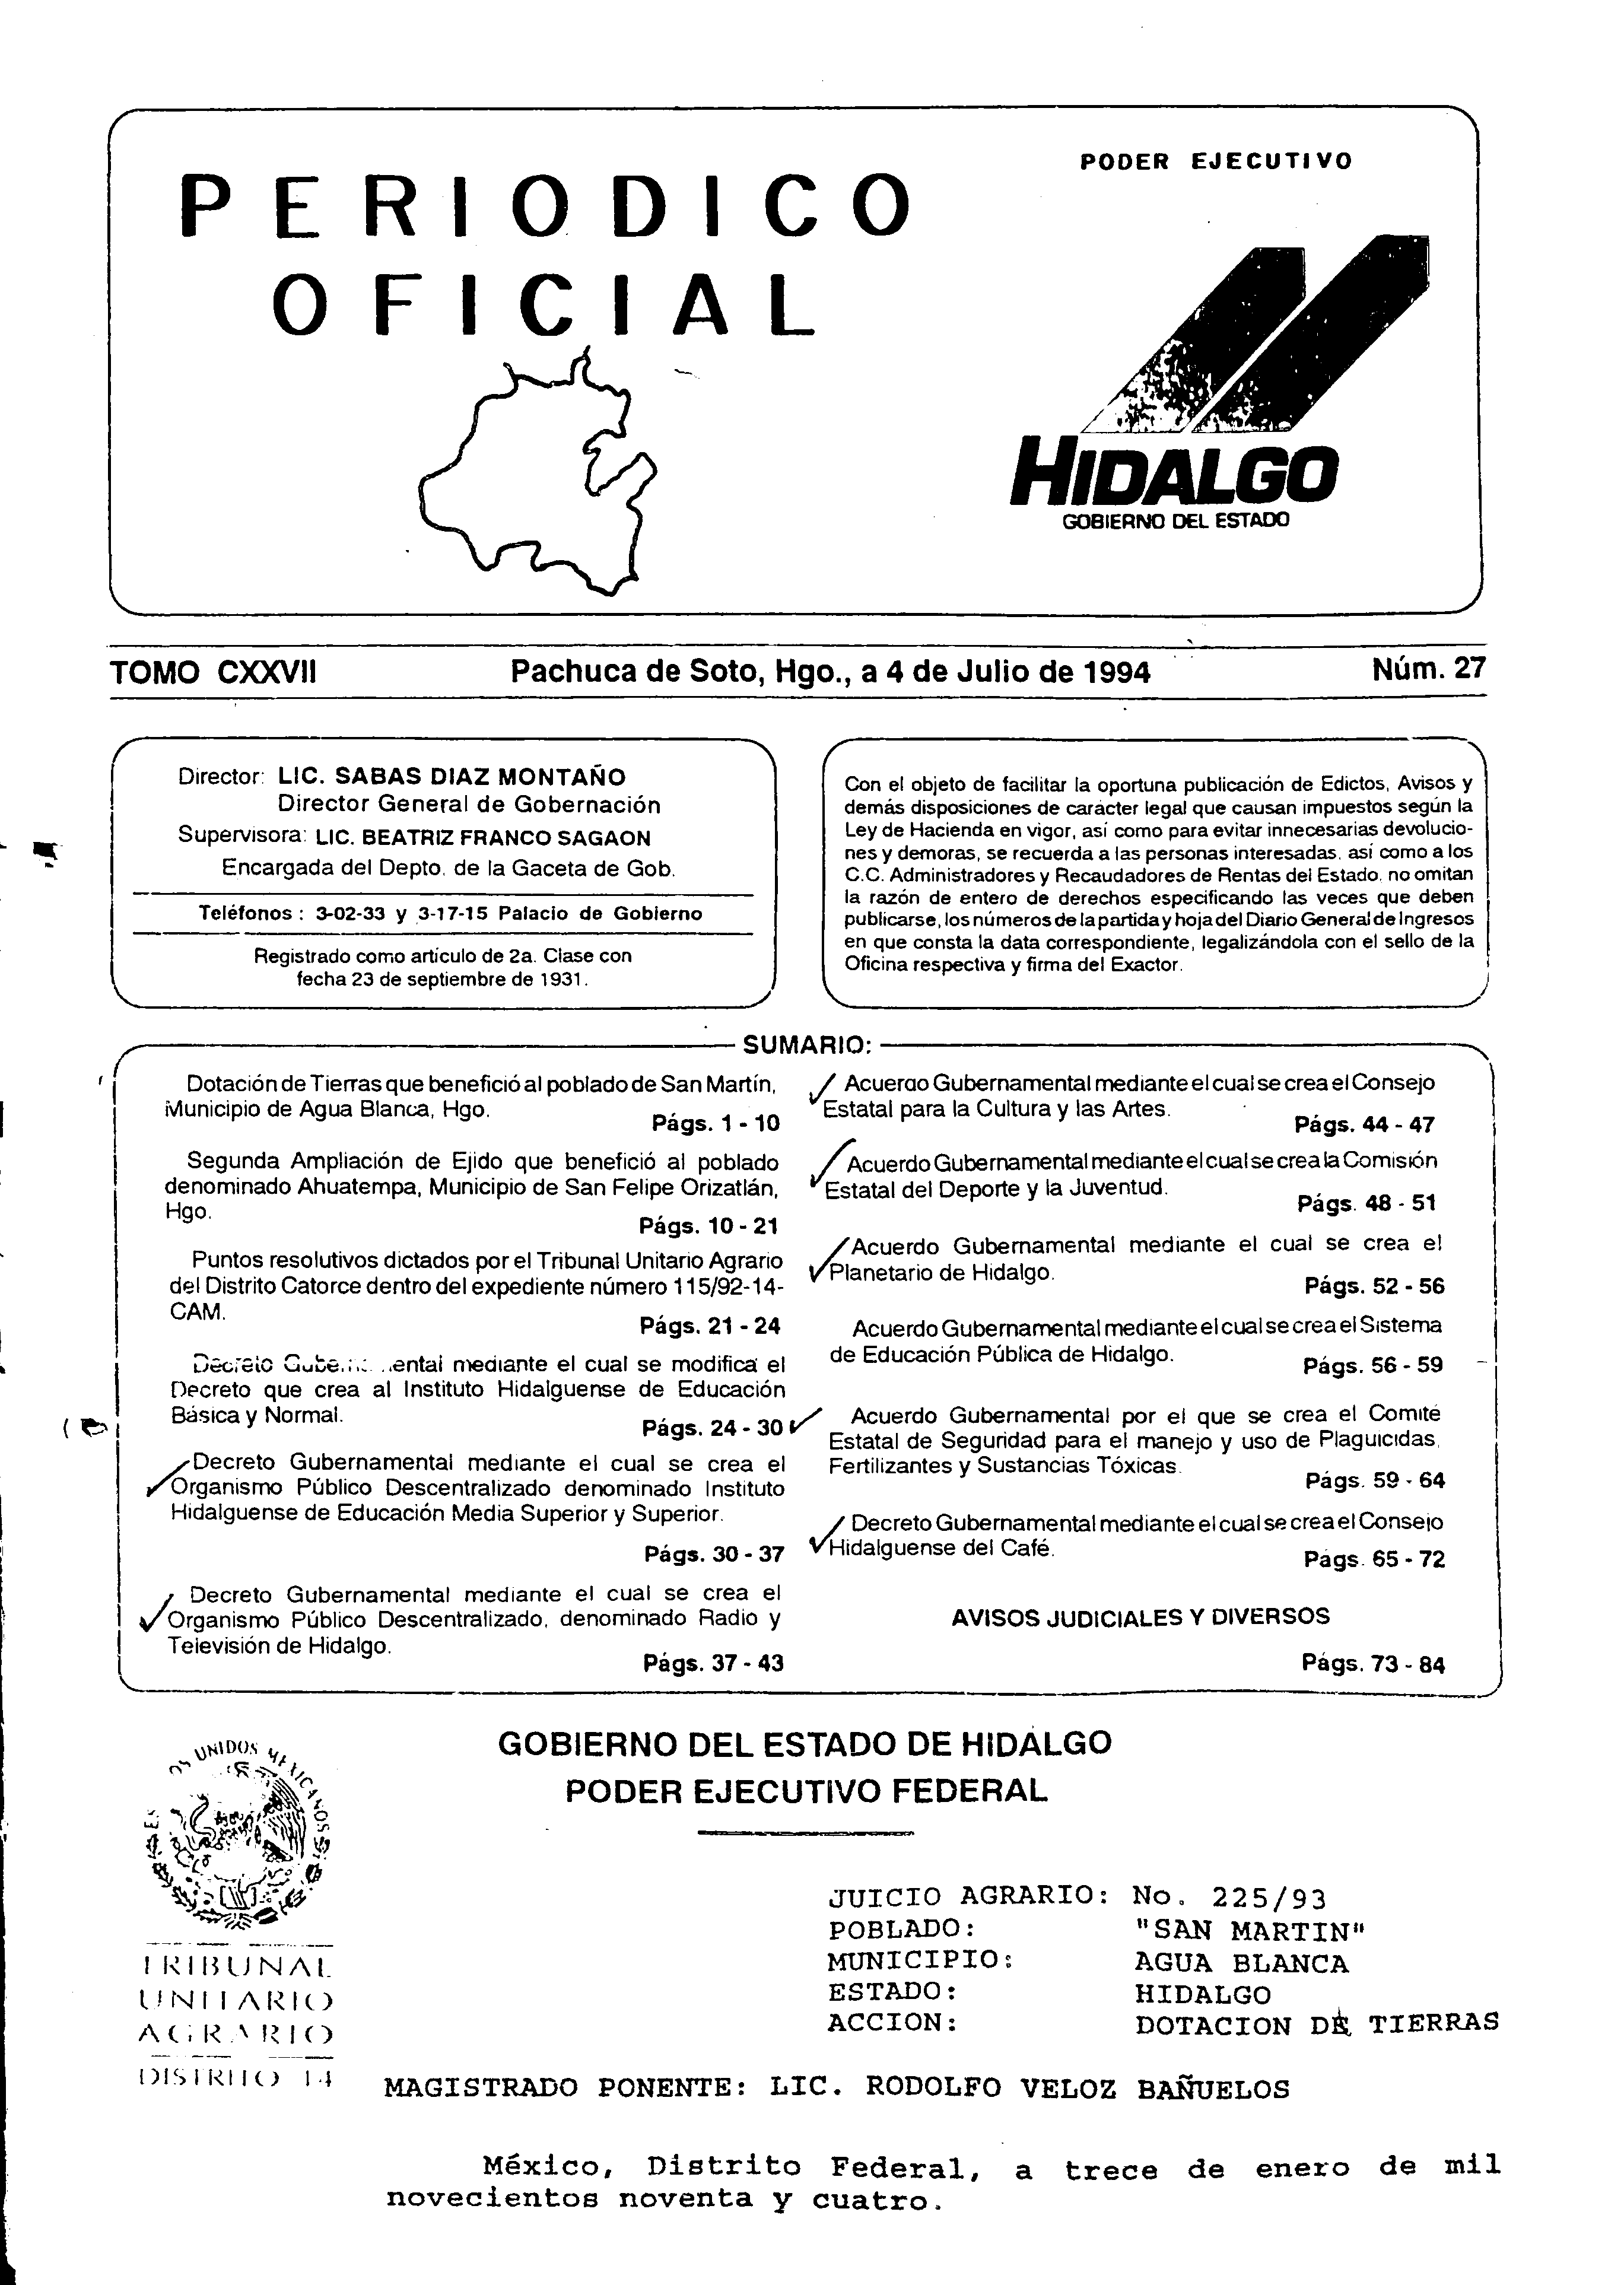 PODER EJECUTIVO
PERIODICO
OFICIAL
HIDALGO
GOBIERNO DEL ESTADO
TOMO CXXVII Pachuca de Soto, Hgo., a 4 de Julio de 1994 Núm. 27
Director: LIC. SABAS DIAZ MONTAÑO
Director General de Gobernación
Supervisora: LIC. BEATRIZ FRANCO SAGAON
Encargada del Depto. de la Gaceta de Gob.
Teléfonos : 3-02-33 y 3-17-15 Palacio de Gobierno
Registrado como artículo de 2a. Clase con
fecha 23 de septiembre de 1931.
Con el objeto de facilitar la oportuna publicación de Edictos, Avisos y
demás disposiciones de carácter legal que causan impuestos según la
Ley de Hacienda en vigor, así como para evitar innecesarias devolucio-
nes y demoras, se recuerda a las personas interesadas, así como a los
C.C. Administradores y Recaudadores de Rentas del Estado, no omitan
la razón de entero de derechos especificando las veces que deben
publicarse, los números de la partida y hoja del Diario General de Ingresos
en que consta la data correspondiente, legalizándola con el sello de la
Oficina respectiva y firma del Exactor.
SUMARIO:
Dotación de Tierras que benefició al poblado de San Martín,
Municipio de Agua Blanca, Hgo.
Págs. 1 - 10
Segunda Ampliación de Ejido que benefició al poblado
denominado Ahuatempa, Municipio de San Felipe Orizatlán,
Hgo.
Págs. 10 - 21
Puntos resolutivos dictados por el Tribunal Unitario Agrario
del Distrito Catorce dentro del expediente número 115/92-14-
CAM.
Págs. 21 - 24
Decreto mediante el cual se modifica el
Decreto que crea al Instituto Hidalguense de Educación
Básica y Normal.
Págs. 24 - 30
Decreto Gubernamental mediante el cual se crea el
Organismo Público Descentralizado denominado Instituto
Hidalguense de Educación Media Superior y Superior.
Págs. 30 - 37
Decreto Gubernamental mediante el cual se crea el
Organismo Público Descentralizado, denominado Radio y
Televisión de Hidalgo.
Págs. 37 - 43
Acuerdo Gubernamental mediante el cual se crea el Consejo
Estatal para la Cultura y las Artes.
Págs. 44 - 47
Acuerdo Gubernamental mediante el cual se crea la Comisión
Estatal del Deporte y la Juventud.
Págs. 48 - 51
Acuerdo Gubernamental mediante el cual se crea el
Planetario de Hidalgo.
Págs. 52 - 56
Acuerdo Gubernamental mediante el cual se crea el Sistema
de Educación Pública de Hidalgo.
Págs. 56 - 59
Acuerdo Gubernamental por el que se crea el Comité
Estatal de Seguridad para el manejo y uso de Plaguicidas,
Fertilizantes y Sustancias Tóxicas.
Págs. 59 - 64
Decreto Gubernamental mediante el cual se crea el Consejo
Hidalguense del Café.
Págs. 65 - 72
AVISOS JUDICIALES Y DIVERSOS
Págs. 73 - 84
GOBIERNO DEL ESTADO DE HIDALGO
PODER EJECUTIVO FEDERAL
UNIDOS MEXICANOS
TRIBUNAL
UNITARIO
AGRARIO
DISTRITO 14
JUICIO AGRARIO: No. 225/93
POBLADO: "SAN MARTIN"
MUNICIPIO: AGUA BLANCA
ESTADO: HIDALGO
ACCION: DOTACION DE TIERRAS
MAGISTRADO PONENTE: LIC. RODOLFO VELOZ BAÑUELOS
México, Distrito Federal, a trece de enero de mil
novecientos noventa y cuatro.